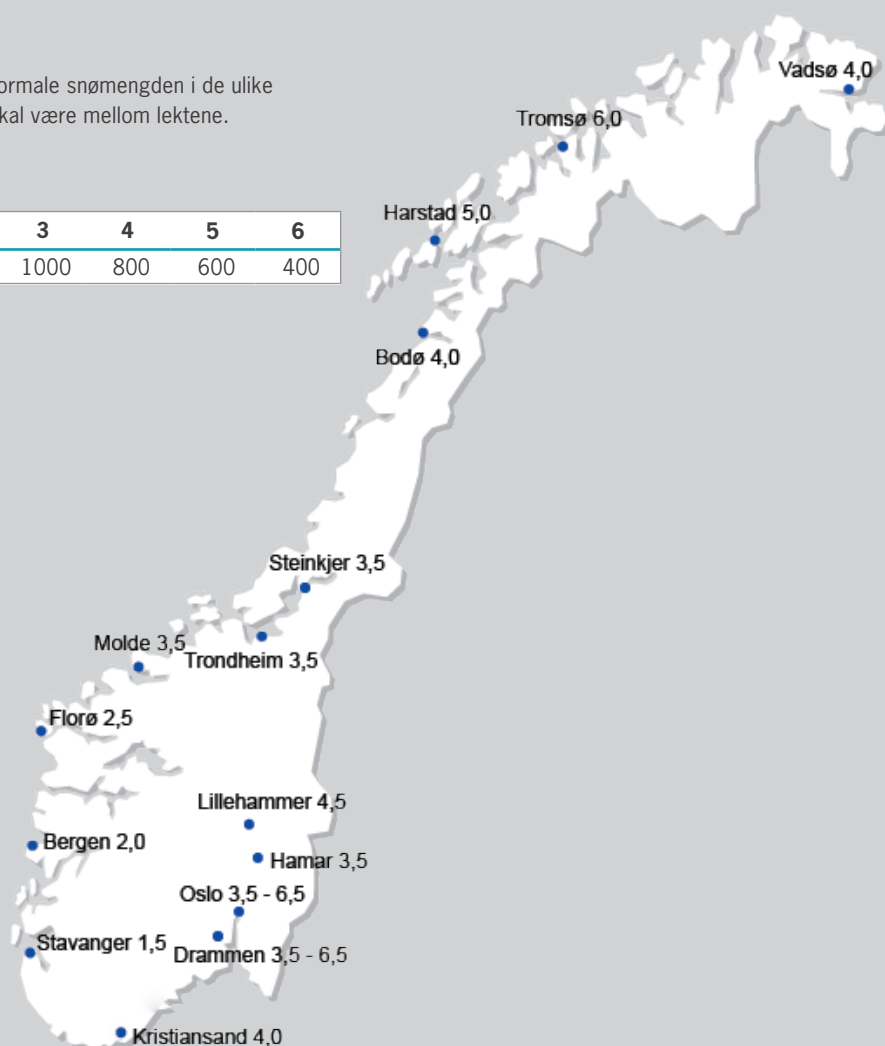 ormale snømengden i de ulike
kal være mellom lektene.
3 4 5 6
1000 800 600 400
Vadsø 4,0
Tromsø 6,0
Harstad 5,0
Bodø 4,0
Steinkjer 3,5
Molde 3,5
Trondheim 3,5
Florø 2,5
Lillehammer 4,5
Bergen 2,0
Hamar 3,5
Oslo 3,5 - 6,5
Stavanger 1,5
Drammen 3,5 - 6,5
Kristiansand 4,0